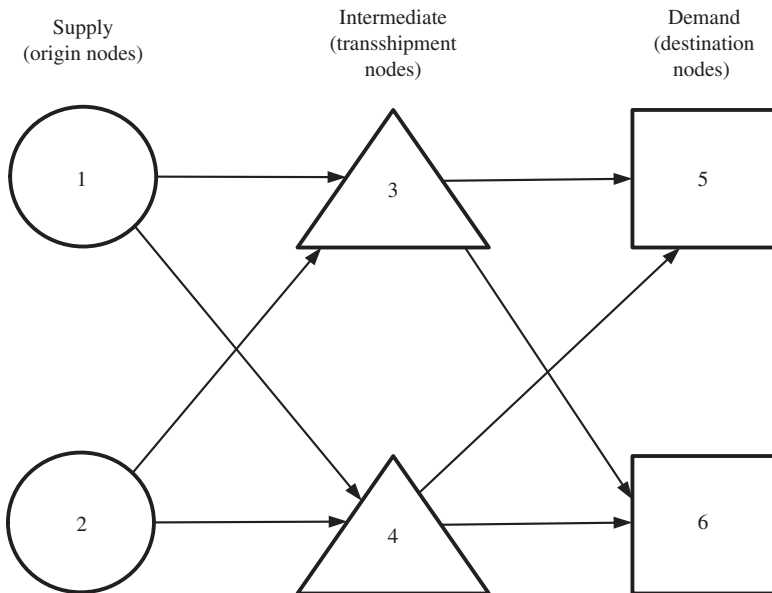 Supply
(origin nodes)
Intermediate
(transshipment
nodes)
Demand
(destination
nodes)
1
3
5
2
4
6